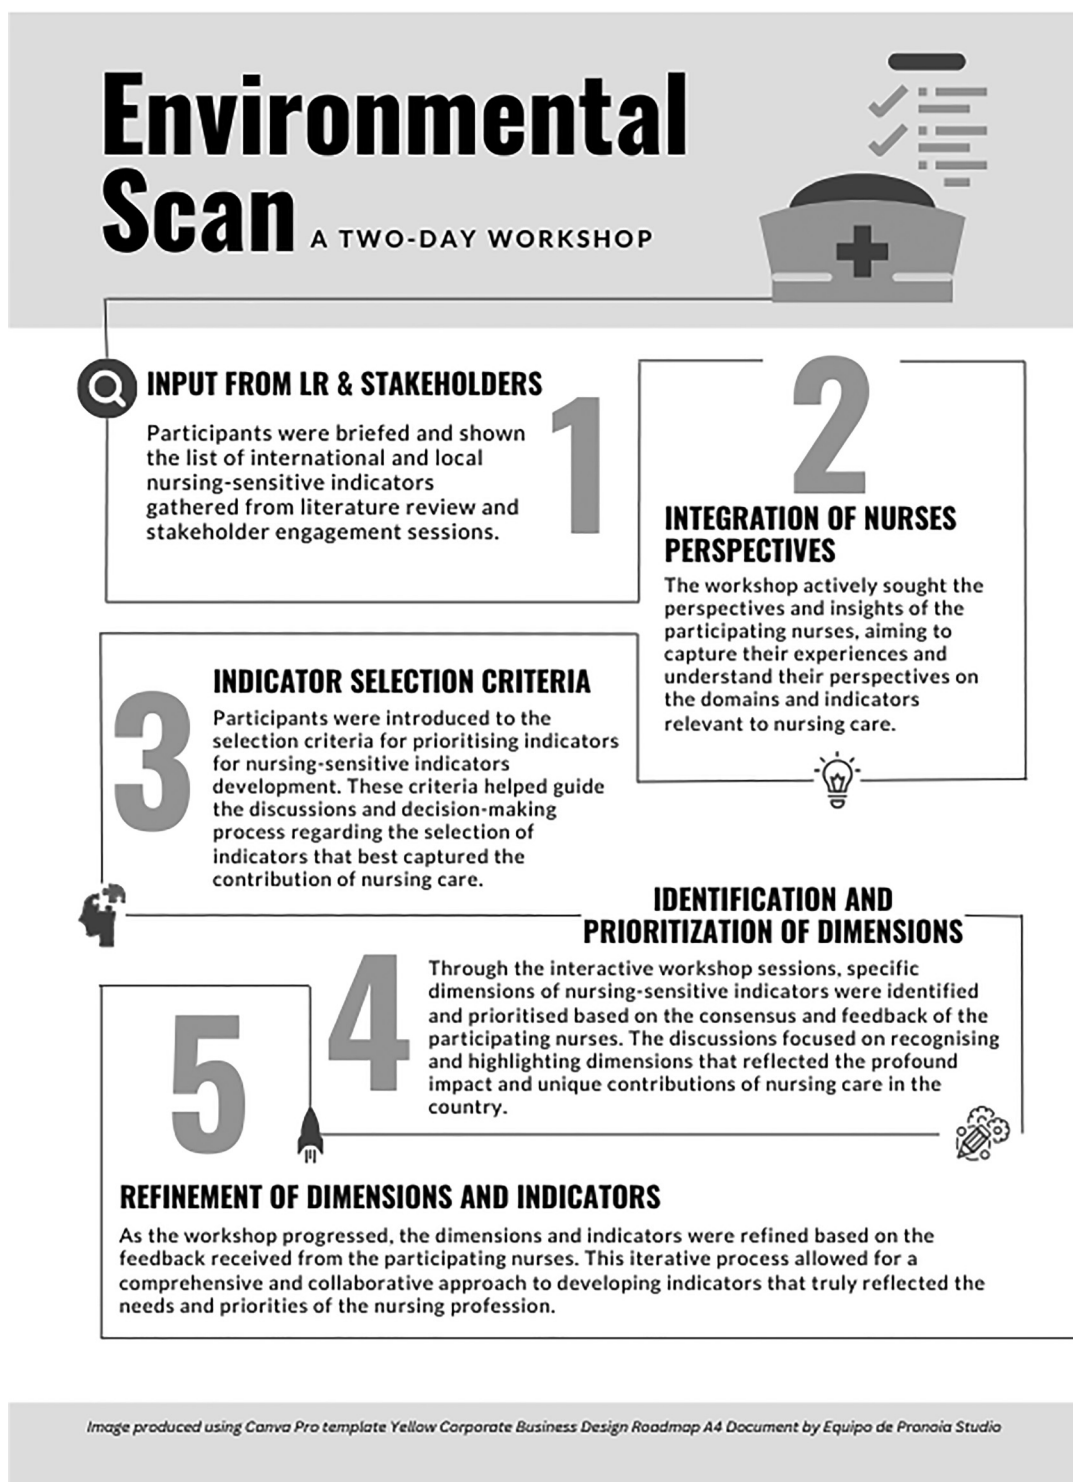 Environmental
Scan A TWO-DAY WORKSHOP
INPUT FROM LR & STAKEHOLDERS
1
Participants were briefed and shown
the list of international and local
nursing-sensitive indicators
gathered from literature review and
stakeholder engagement sessions.
2
INTEGRATION OF NURSES
PERSPECTIVES
The workshop actively sought the
perspectives and insights of the
participating nurses, aiming to
capture their experiences and
understand their perspectives on
the domains and indicators
relevant to nursing care.
3
INDICATOR SELECTION CRITERIA
Participants were introduced to the
selection criteria for prioritising indicators
for nursing-sensitive indicators
development. These criteria helped guide
the discussions and decision-making
process regarding the selection of
indicators that best captured the
contribution of nursing care.
IDENTIFICATION AND
PRIORITIZATION OF DIMENSIONS
4
Through the interactive workshop sessions, specific
dimensions of nursing-sensitive indicators were identified
and prioritised based on the consensus and feedback of the
participating nurses. The discussions focused on recognising
and highlighting dimensions that reflected the profound
impact and unique contributions of nursing care in the
country.
5
REFINEMENT OF DIMENSIONS AND INDICATORS
As the workshop progressed, the dimensions and indicators were refined based on the
feedback received from the participating nurses. This iterative process allowed for a
comprehensive and collaborative approach to developing indicators that truly reflected the
needs and priorities of the nursing profession.
Image produced using Canva Pro template Yellow Corporate Business Design Roadmap A4 Document by Equipo de Pronoia Studio